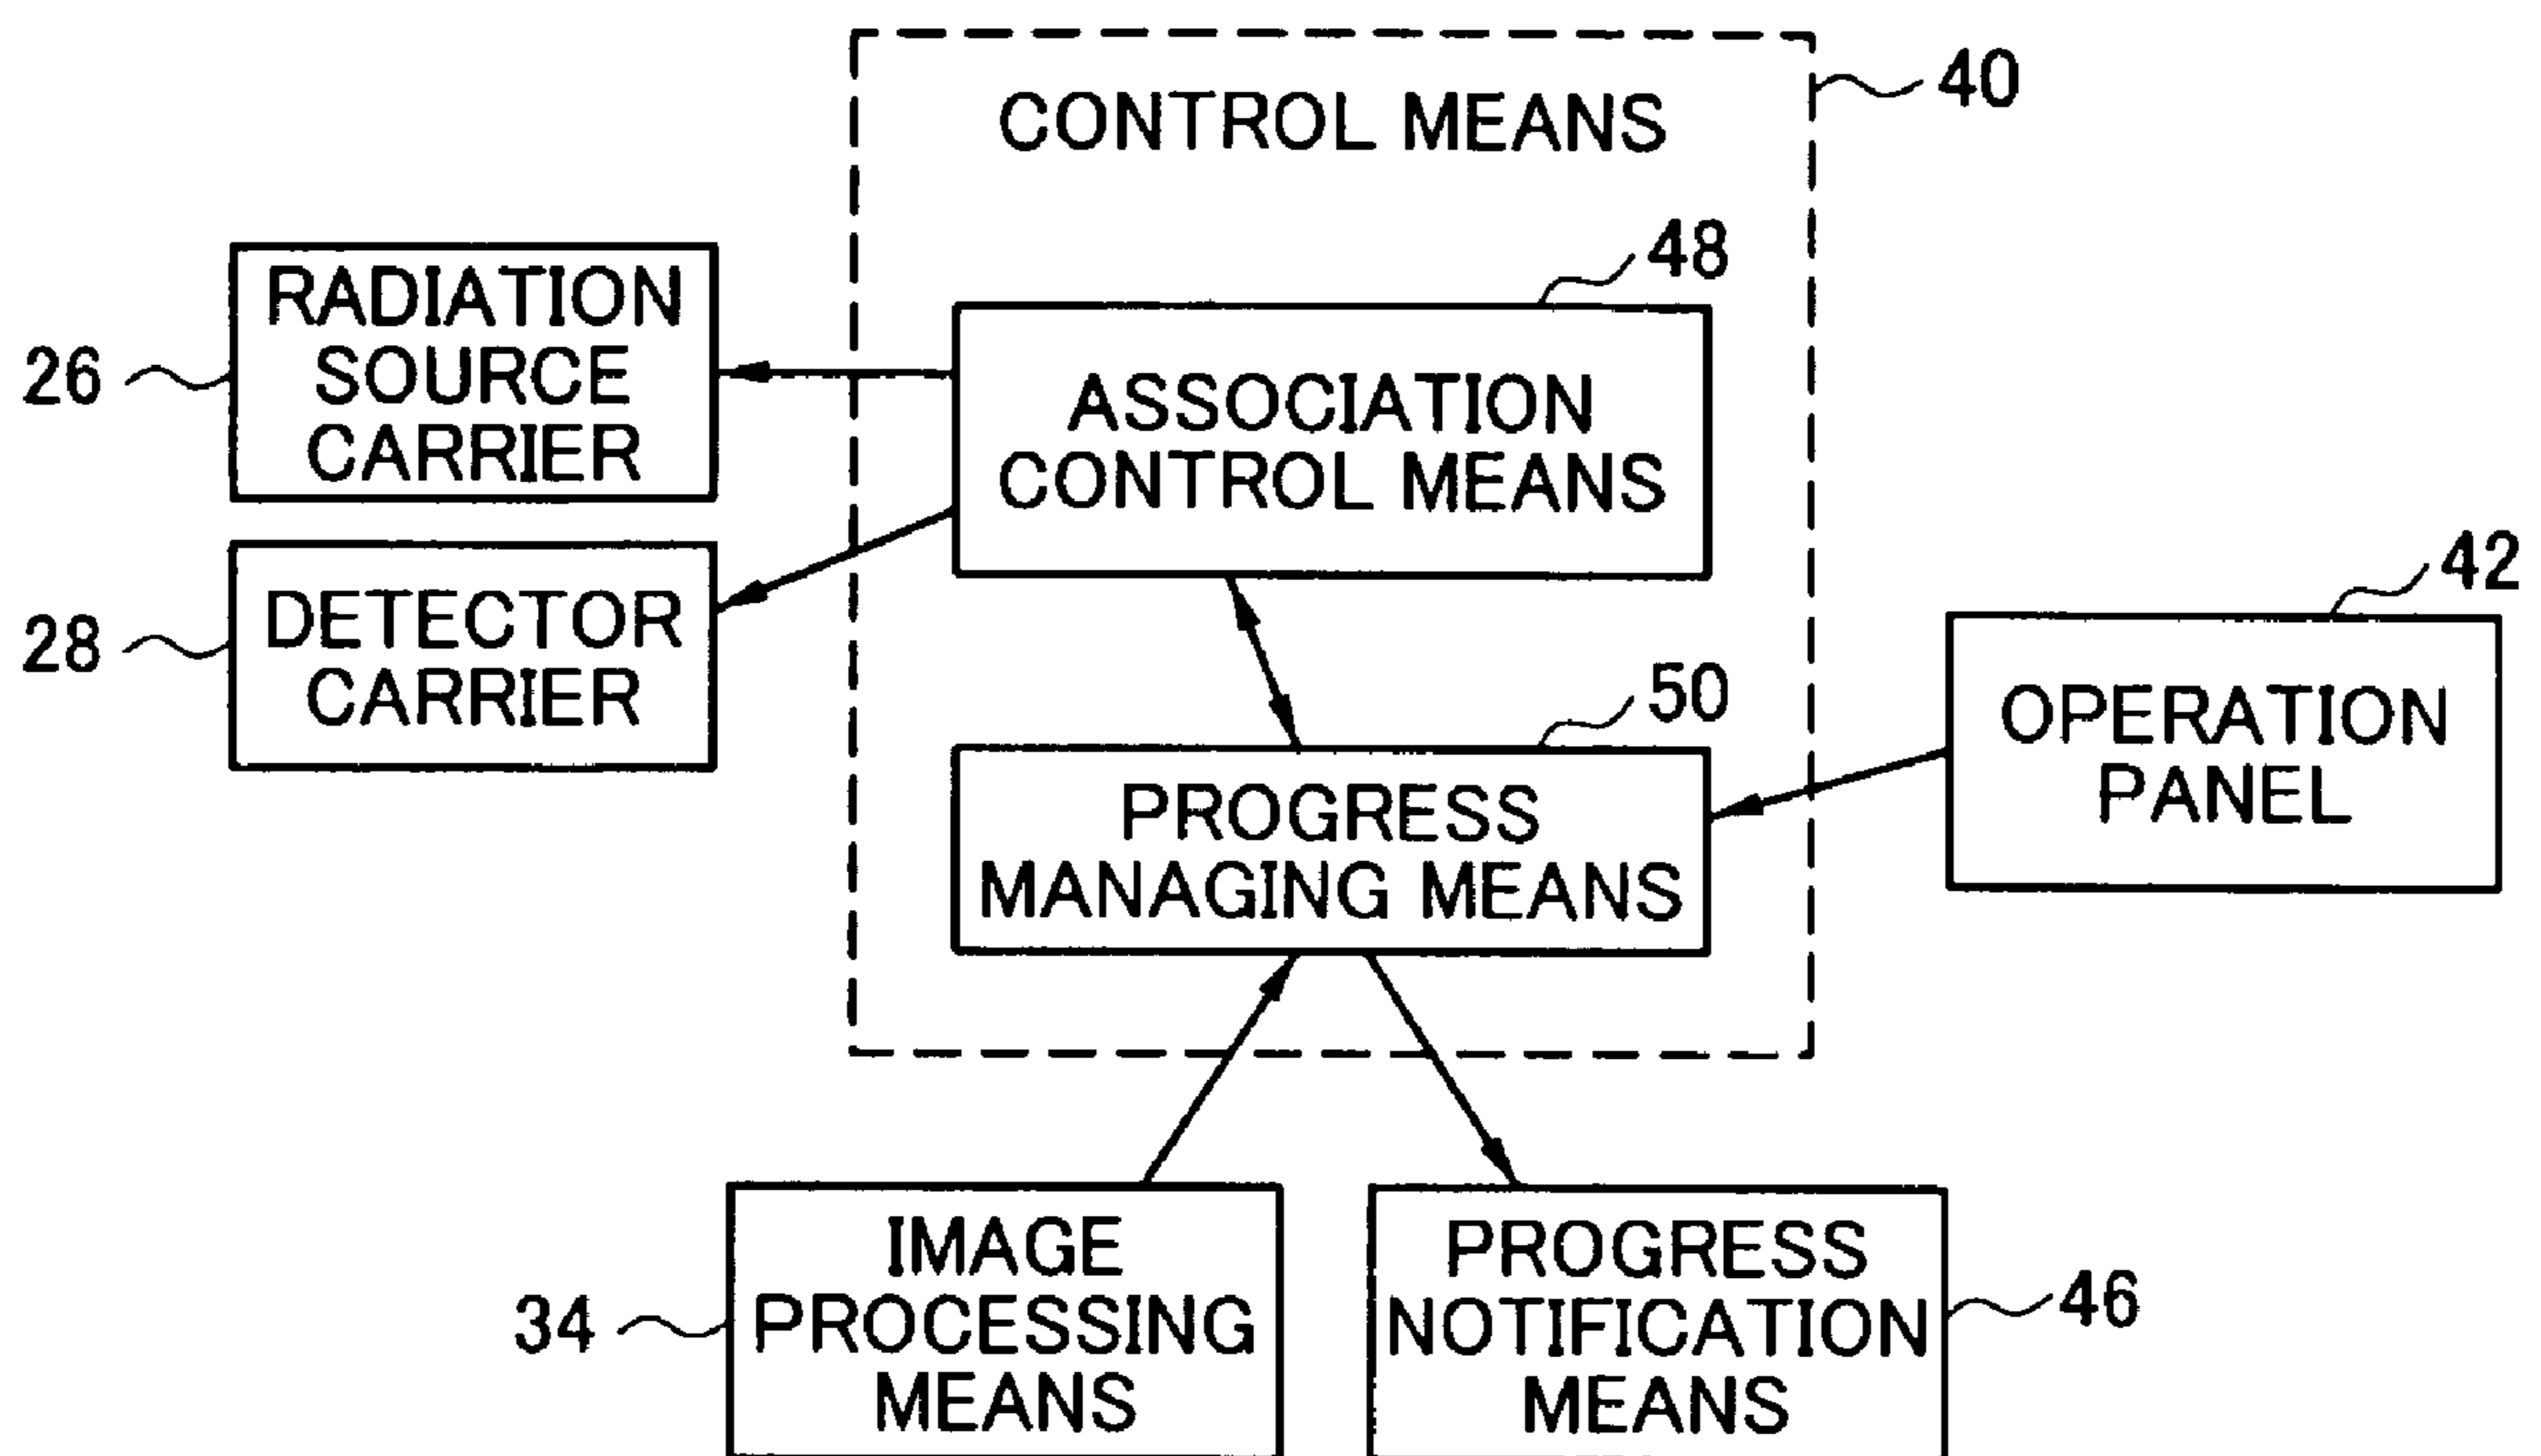 CONTROL MEANS
40
RADIATION
SOURCE
CARRIER
26
48
ASSOCIATION
CONTROL MEANS
DETECTOR
CARRIER
28
42
OPERATION
PANEL
50
PROGRESS
MANAGING MEANS
IMAGE
PROCESSING
MEANS
34
PROGRESS
NOTIFICATION
MEANS
46